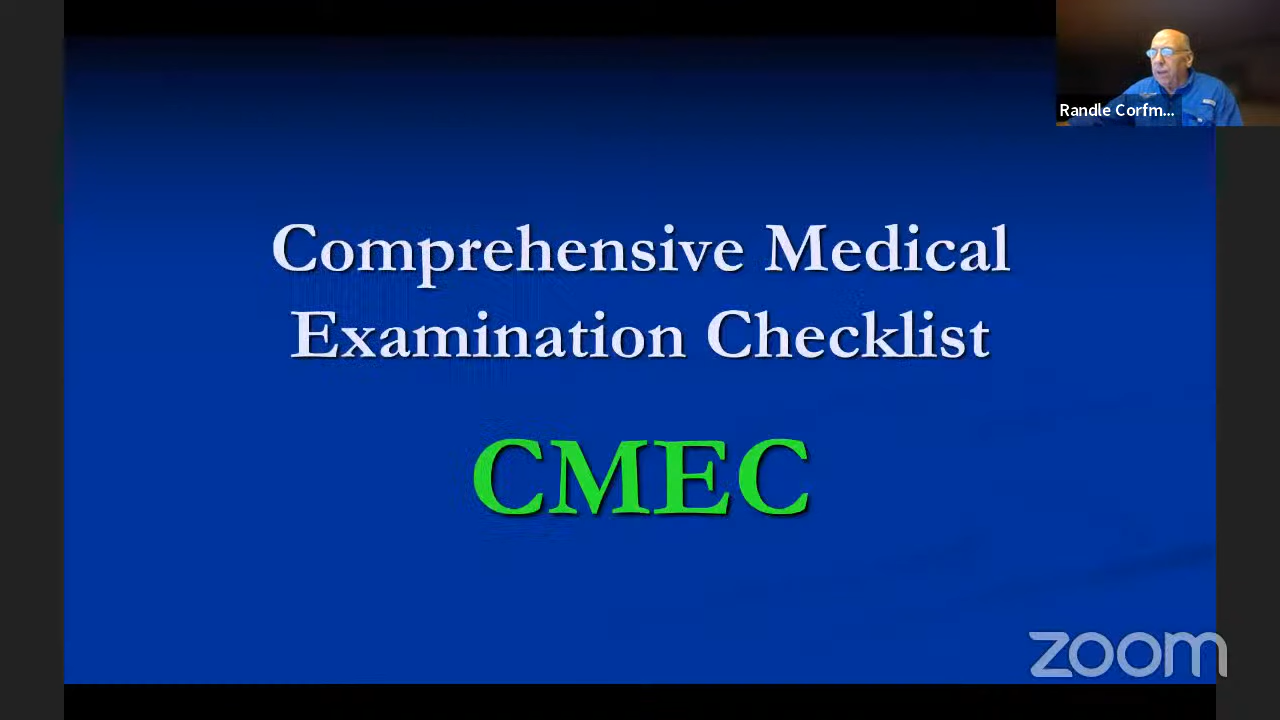 Randle Corfm...
Comprehensive Medical
Examination Checklist
CMEC
zoom